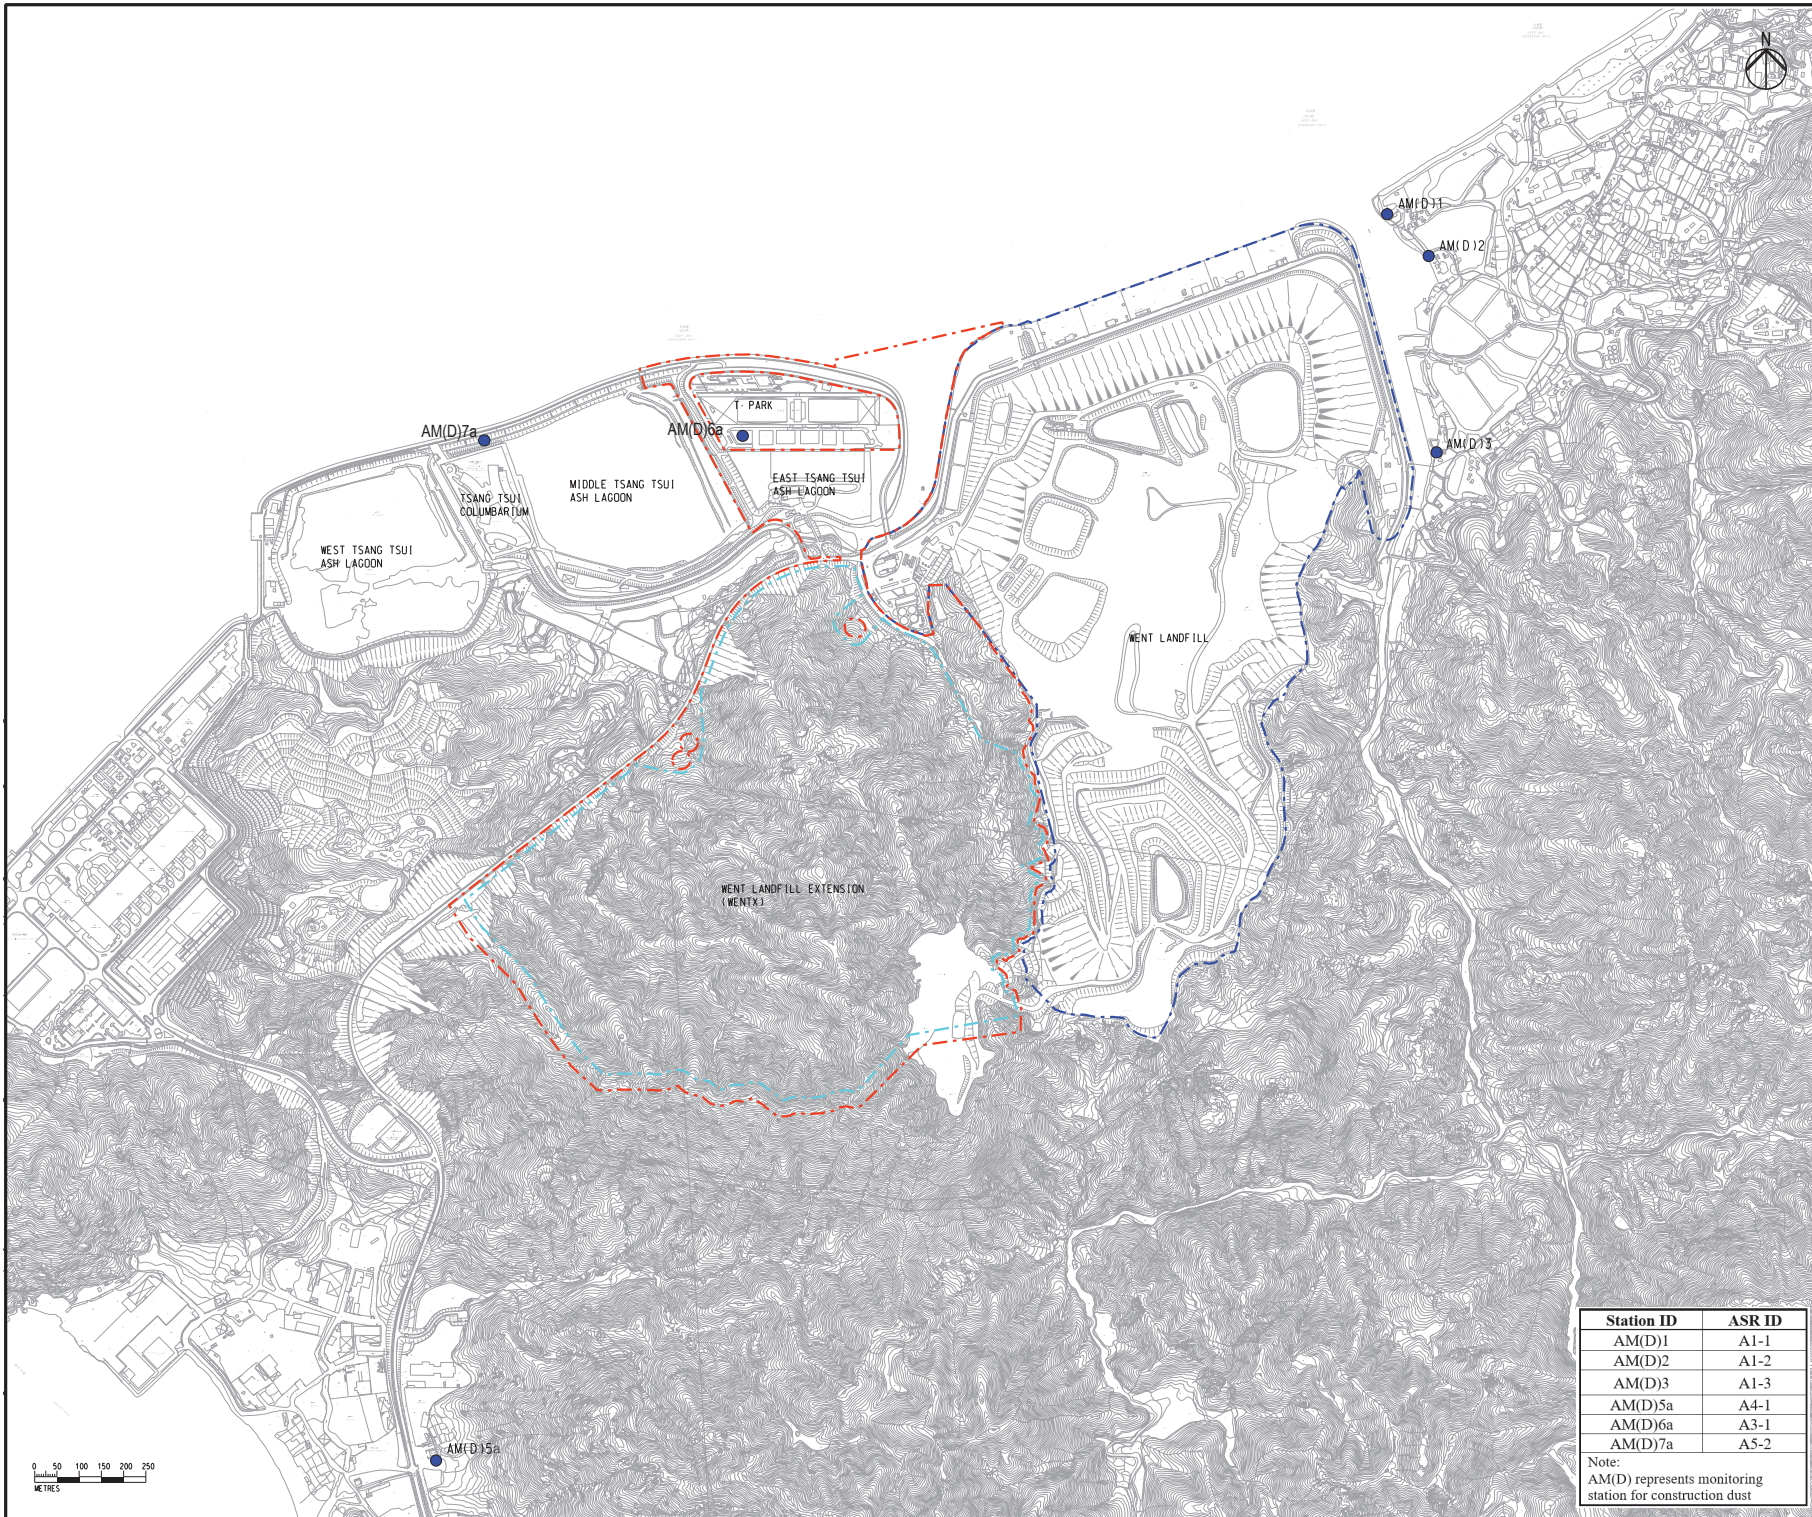 N
AM(D)1
AM(D)2
AM(D)3
T· PARK
AM(D)6a
AM(D)7a
EAST TSANG TSUI
ASH LAGOON
MIDDLE TSANG TSUI
ASH LAGOON
TSANG TSUI
COLUMBARIUM
WEST TSANG TSUI
ASH LAGOON
WENT LANDFILL
WENT LANDFILL EXTENSION
(WENTX)
AM(D)5a
0 50 100 150 200 250
METRES
Station ID ASR ID
AM(D)1 A1-1
AM(D)2 A1-2
AM(D)3 A1-3
AM(D)5a A4-1
AM(D)6a A3-1
AM(D)7a A5-2
Note:
AM(D) represents monitoring
station for construction dust